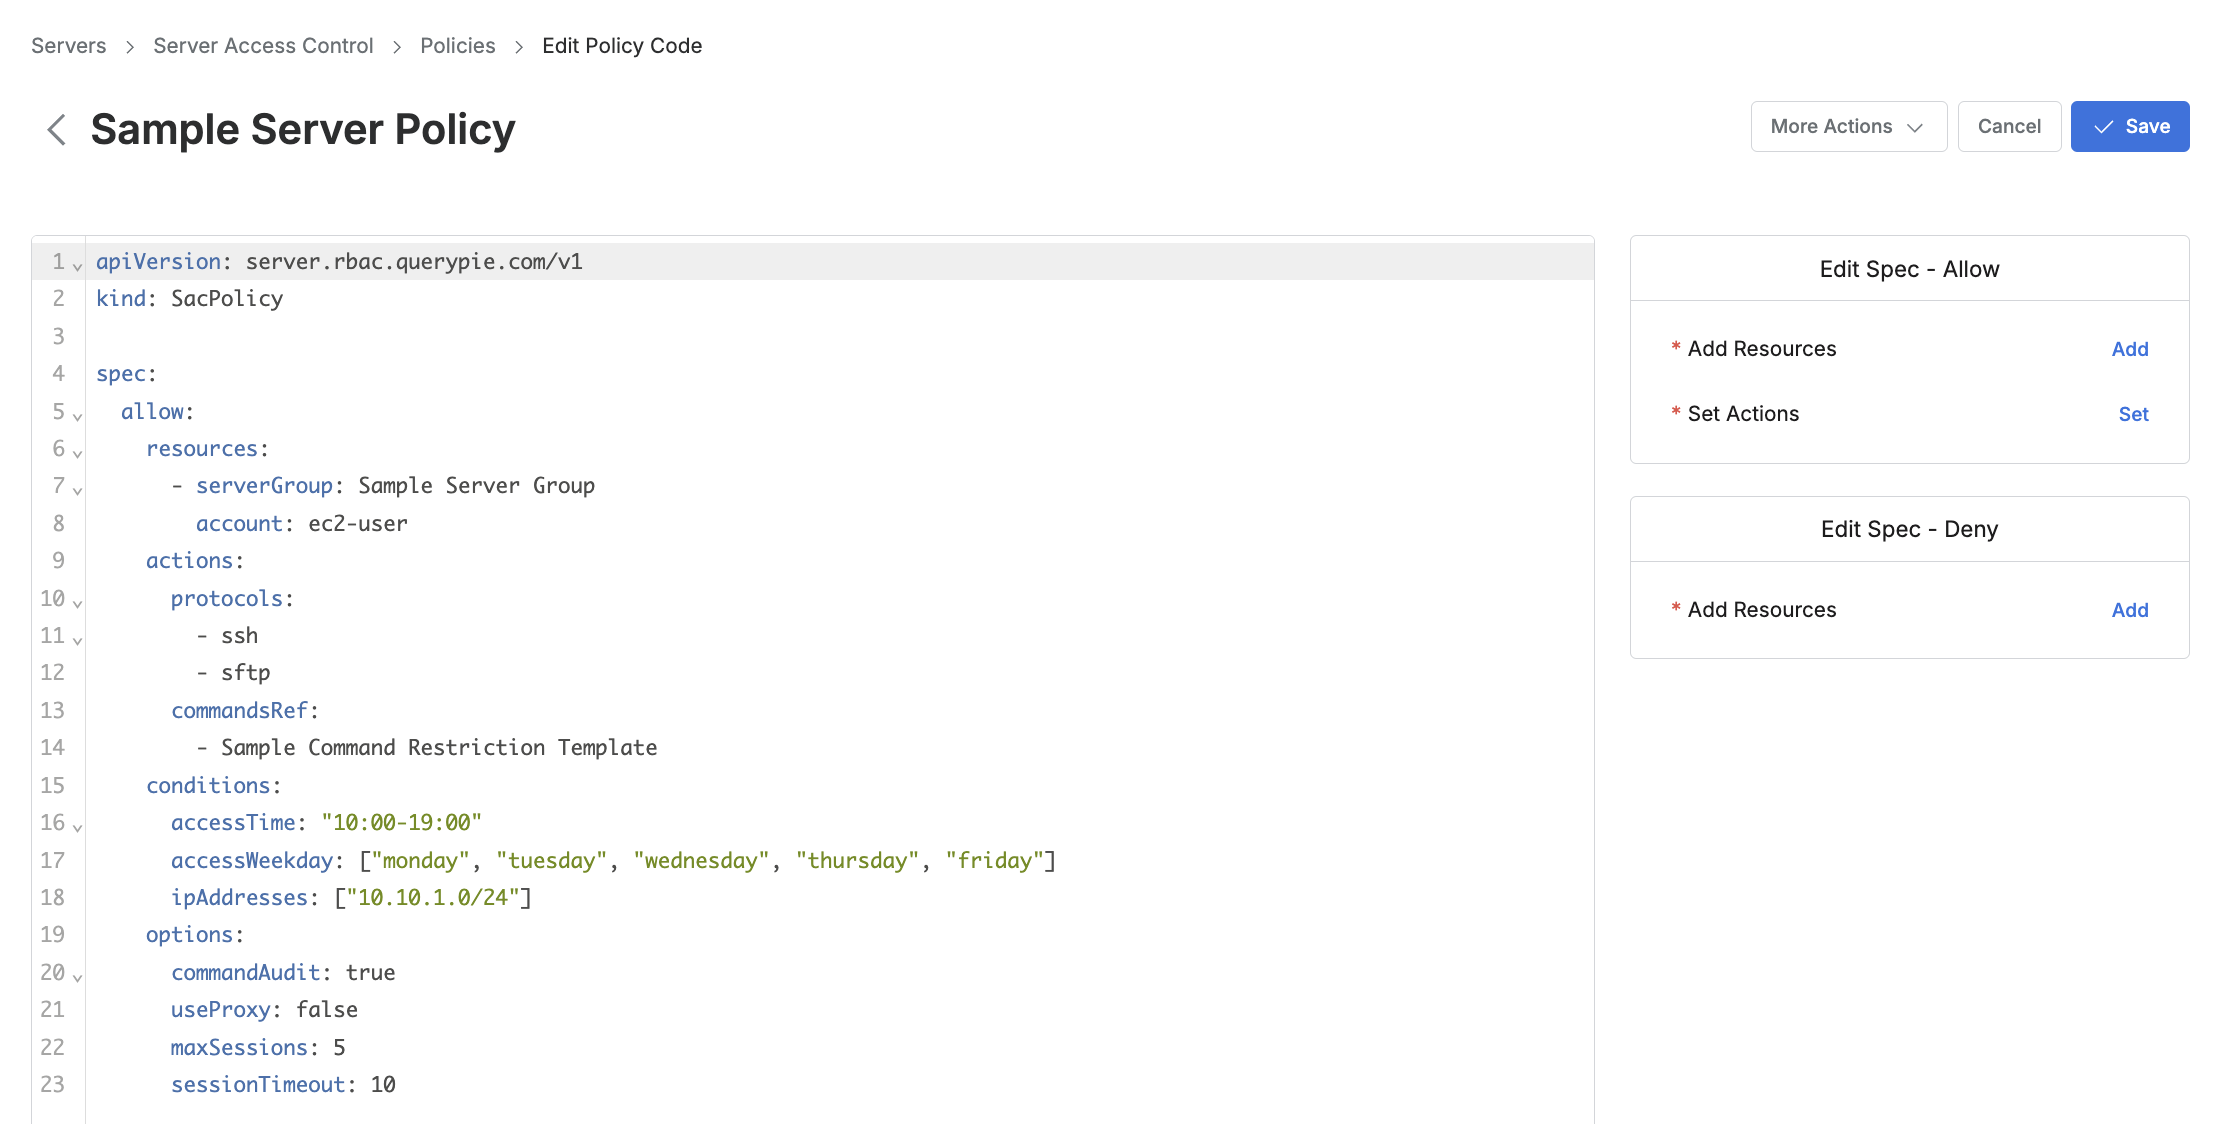 Servers > Server Access Control > Policies > Edit Policy Code
Sample Server Policy
More Actions
Cancel
Save
1 apiVersion: server.rbac.querypie.com/v1
2 kind: SacPolicy
3
4 spec:
5   allow:
6     resources:
7       - serverGroup: Sample Server Group
8         account: ec2-user
9     actions:
10       protocols:
11         - ssh
12         - sftp
13       commandsRef:
14         - Sample Command Restriction Template
15     conditions:
16       accessTime: "10:00-19:00"
17       accessWeekday: ["monday", "tuesday", "wednesday", "thursday", "friday"]
18       ipAddresses: ["10.10.1.0/24"]
19     options:
20       commandAudit: true
21       useProxy: false
22       maxSessions: 5
23       sessionTimeout: 10
Edit Spec - Allow
* Add Resources Add
* Set Actions Set
Edit Spec - Deny
* Add Resources Add